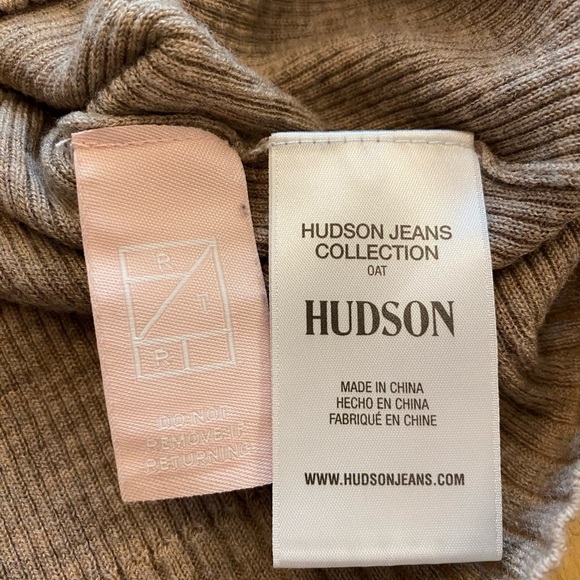 R
T
R
DO NOT
REMOVE IF
RETURNING
HUDSON JEANS
COLLECTION
OAT
HUDSON
MADE IN CHINA
HECHO EN CHINA
FABRIQUÉ EN CHINE
WWW.HUDSONJEANS.COM